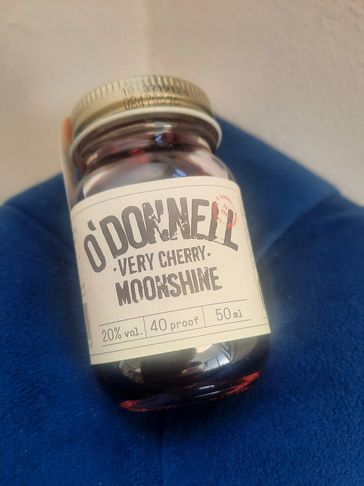 O'DONNELL
·VERY CHERRY·
MOONSHINE
20% vol. 40 proof 50 ml